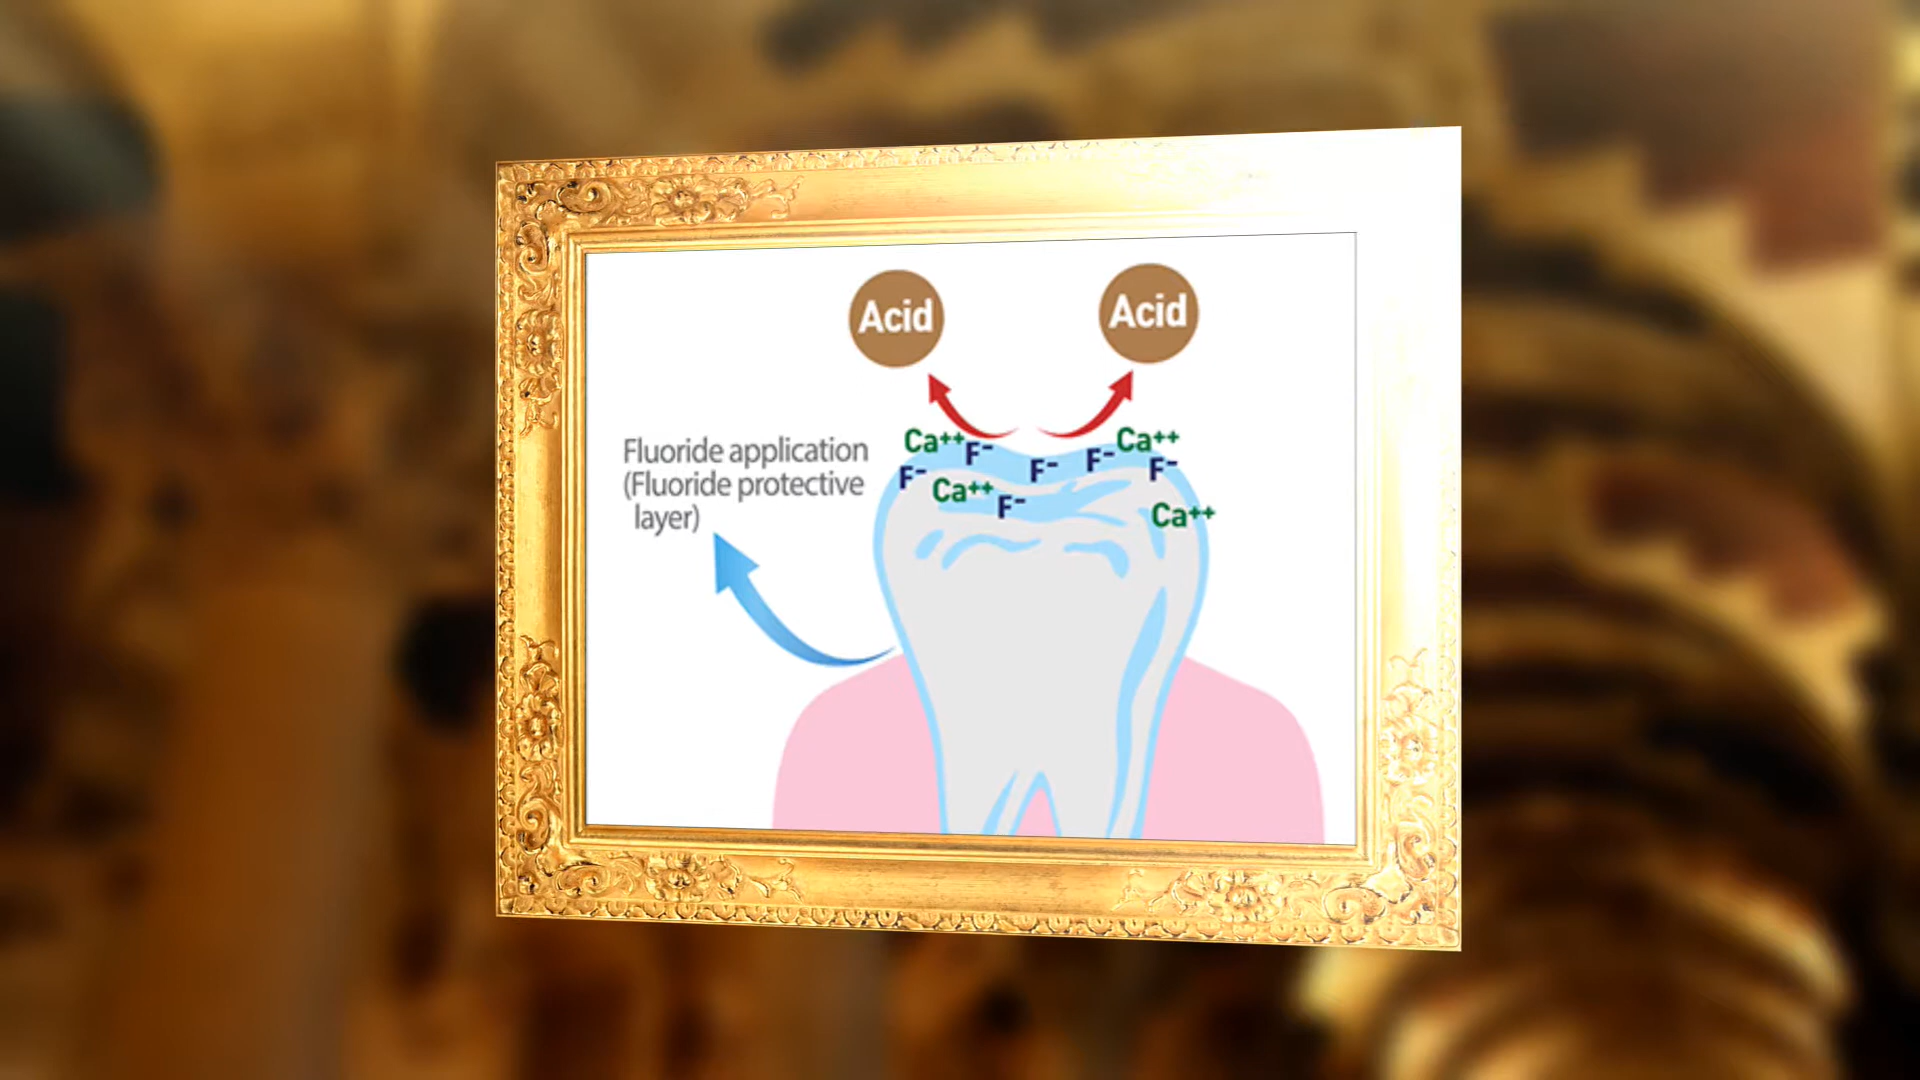 Acid
Acid
Fluoride application
(Fluoride protective
layer)
Ca++
F-
F-
Ca++
F-
F-
F-
Ca++
F-
Ca++